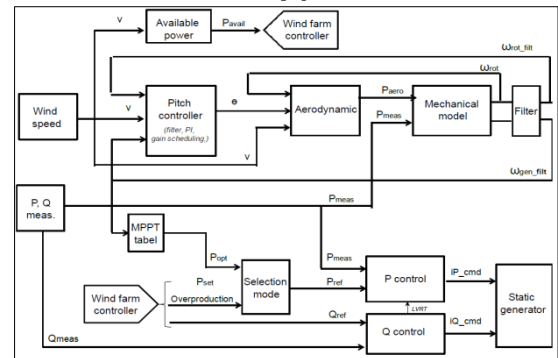 V
Available
power
Pavail
Wind farm
controller
ωrot_filt
ωrot
Wind
speed
V
Pitch
controller
(filter, PI,
gain scheduling,)
ɵ
Aerodynamic
Paero
Pmeas
Mechanical
model
Filter
V
ωgen_filt
P, Q
meas.
Pmeas
MPPT
tabel
Popt
Pmeas
Wind farm
controller
Pset
Overproduction
Selection
mode
Pref
P control
iP_cmd
Static
generator
Qref
LVRT
Q control
iQ_cmd
Qmeas